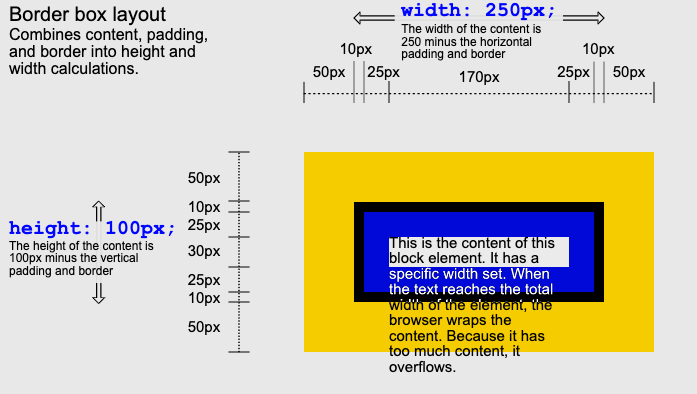 Border box layout
Combines content, padding,
and border into height and
width calculations.
width: 250px;
The width of the content is
250 minus the horizontal
padding and border
10px
10px
50px
25px
170px
25px
50px
50px
10px
25px
30px
25px
10px
50px
height: 100px;
The height of the content is
100px minus the vertical
padding and border
This is the content of this
block element. It has a
specific width set. When
the text reaches the total
width of the element, the
browser wraps the
content. Because it has
too much content, it
overflows.